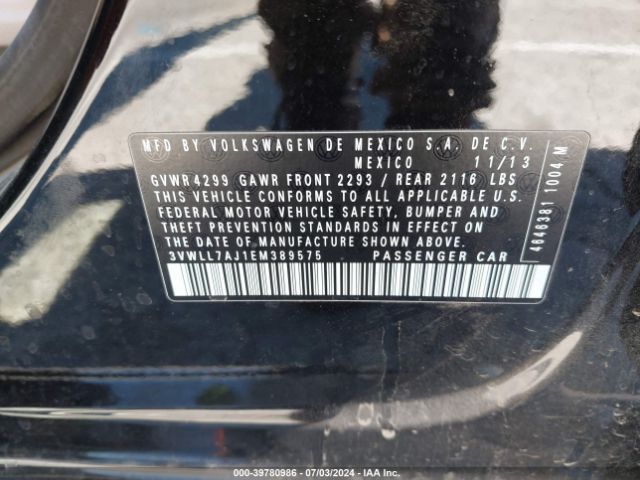 MFD BY VOLKSWAGEN DE MEXICO S.A. DE C.V.
MEXICO 11/13
GVWR 4299 GAWR FRONT 2293 / REAR 2116 LBS
THIS VEHICLE CONFORMS TO ALL APPLICABLE U.S.
FEDERAL MOTOR VEHICLE SAFETY, BUMPER AND
THEFT PREVENTION STANDARDS IN EFFECT ON
THE DATE OF MANUFACTURE SHOWN ABOVE.
3VWLL7AJ1EM389575 PASSENGER CAR
4646381 1004 M
000-39780986 / 07/03/2024 - IAA Inc.